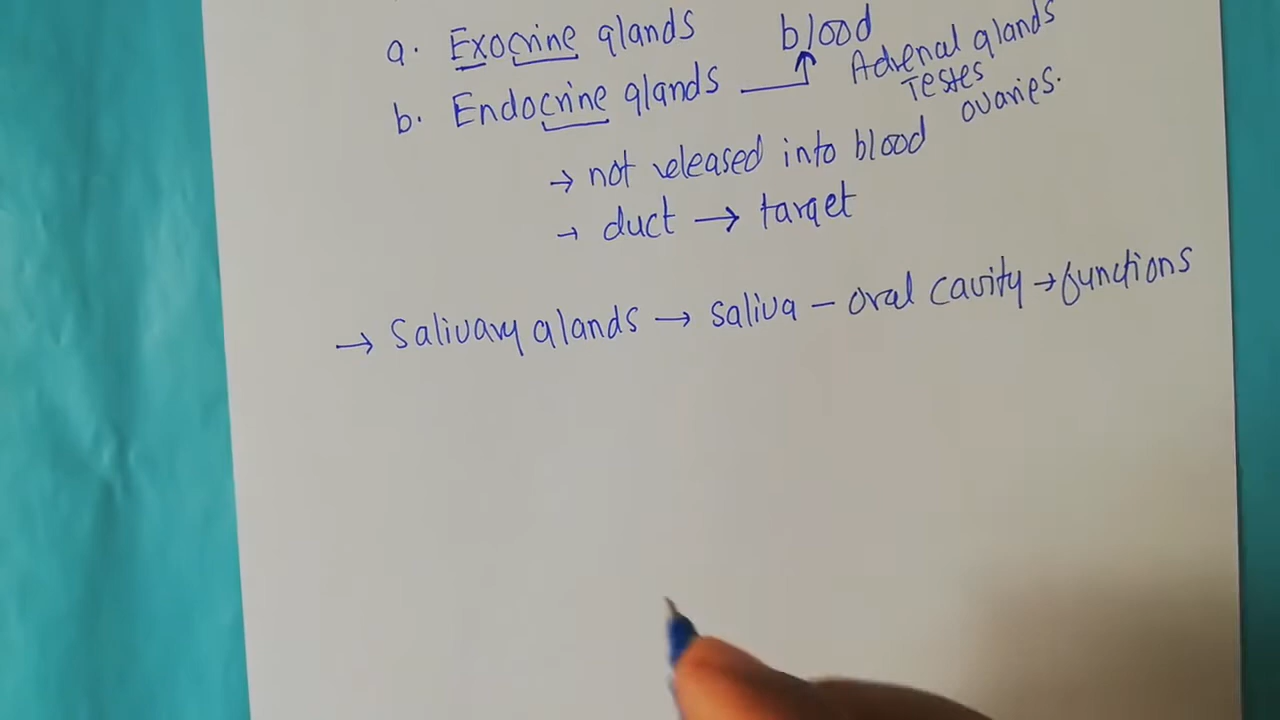 a. Exocrine glands
b. Endocrine glands → blood
Adrenal glands
Testes
ovaries.
→ not released into blood
→ duct → target
→ Salivary glands → saliva – oral cavity → functions